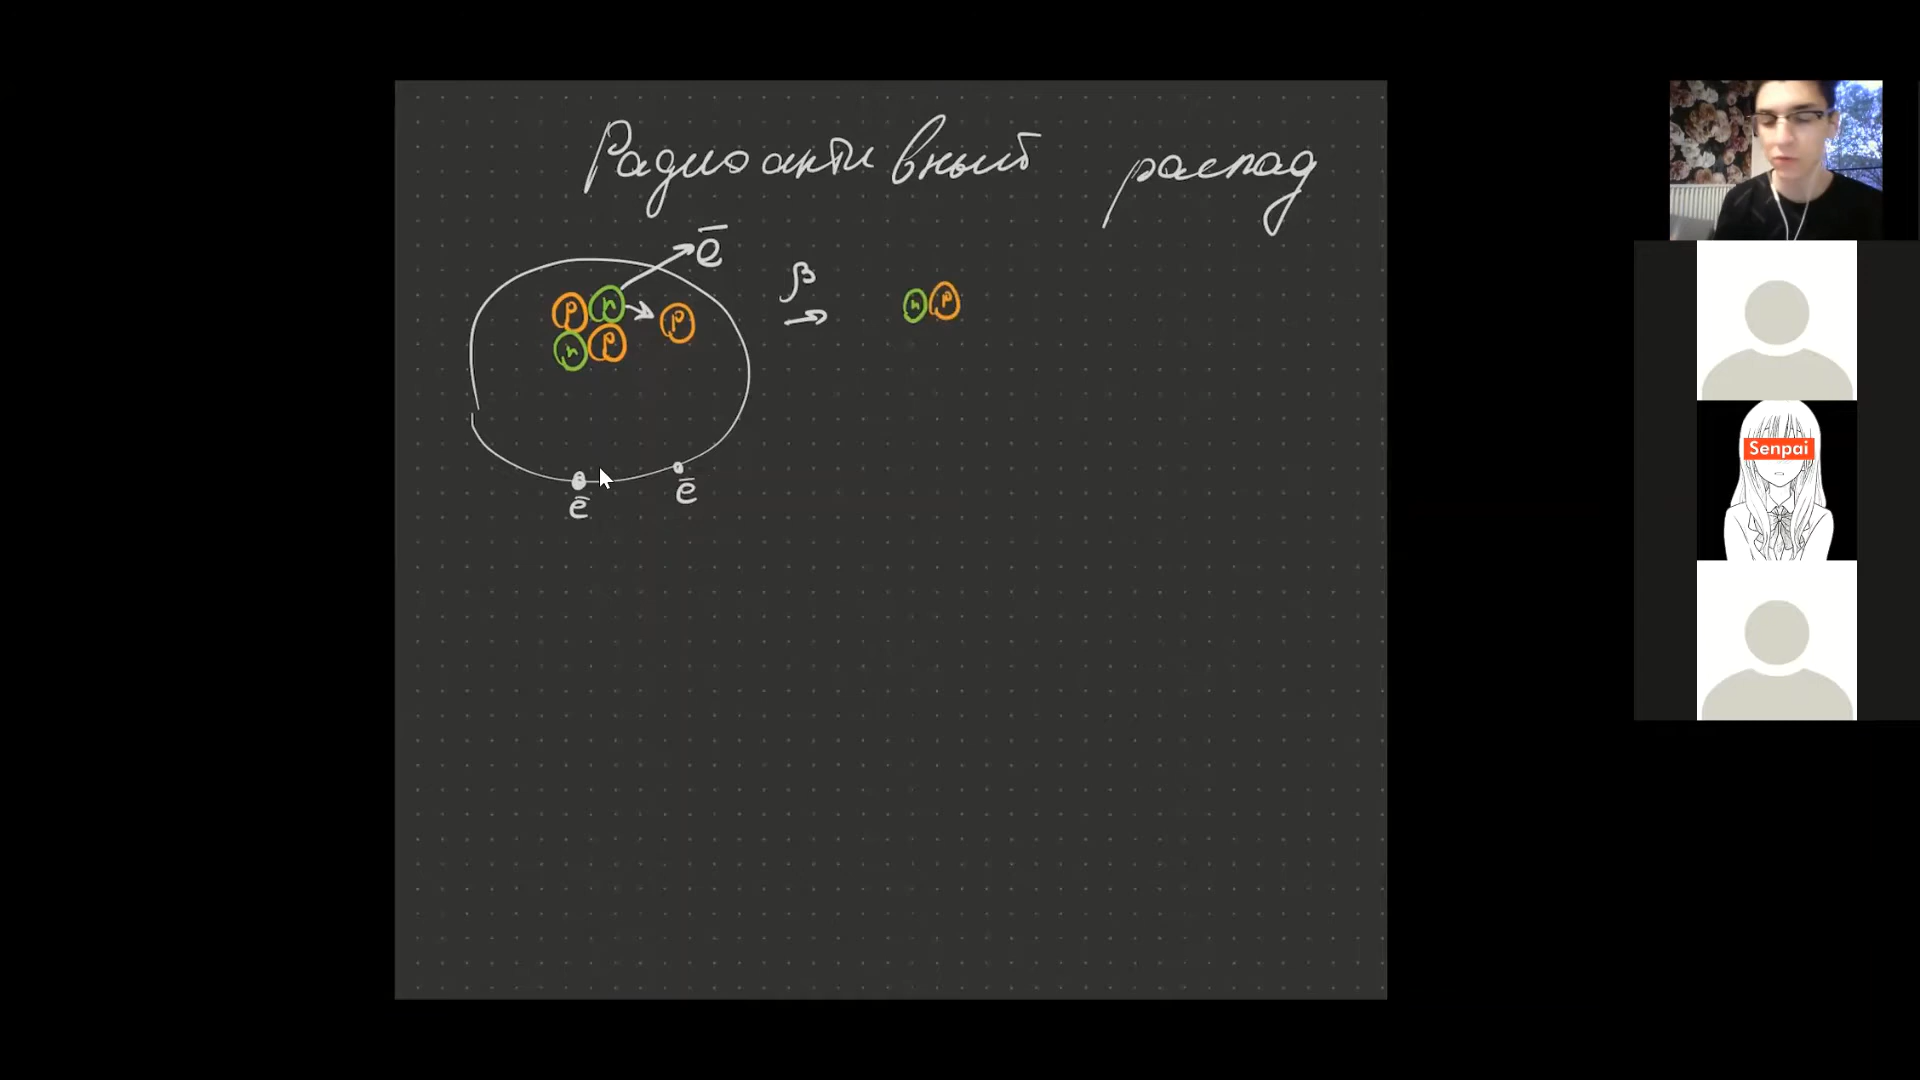 Радиоактивный распад
ē
β
p n p n p
n p
ē ē
Senpai